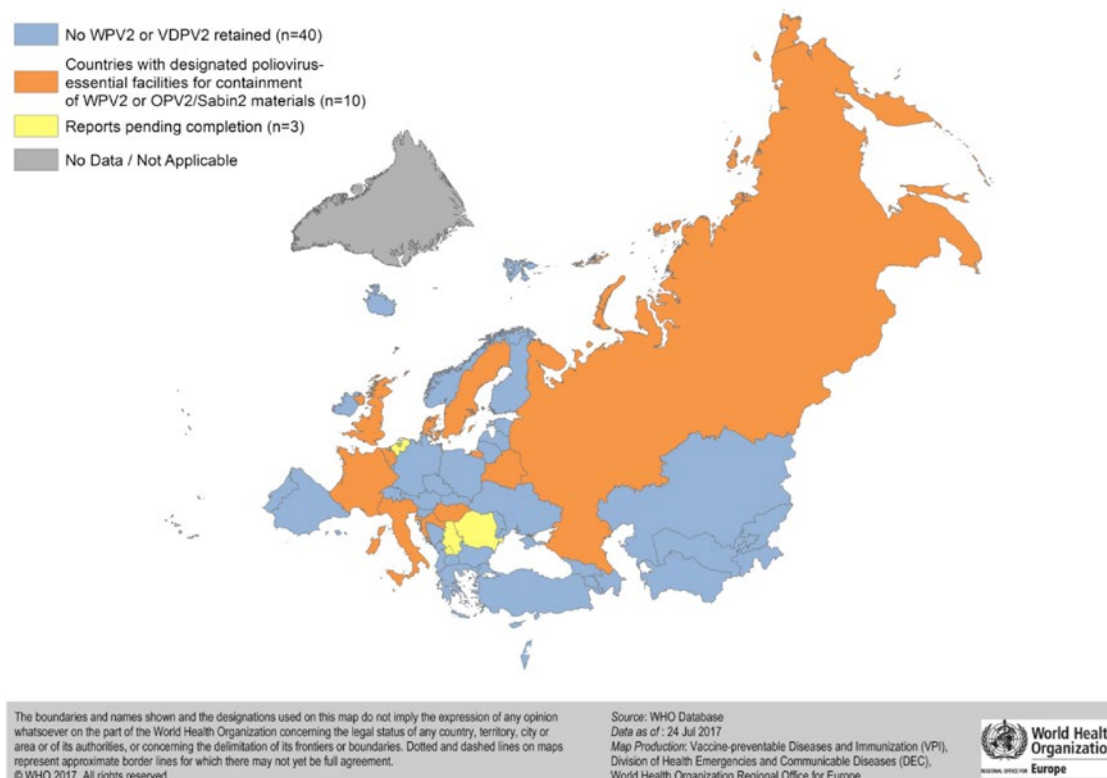 No WPV2 or VDPV2 retained (n=40)
Countries with designated poliovirus-
essential facilities for containment
of WPV2 or OPV2/Sabin2 materials (n=10)
Reports pending completion (n=3)
No Data / Not Applicable
The boundaries and names shown and the designations used on this map do not imply the expression of any opinion
whatsoever on the part of the World Health Organization concerning the legal status of any country, territory, city or
area or of its authorities, or concerning the delimitation of its frontiers or boundaries. Dotted and dashed lines on maps
represent approximate border lines for which there may not yet be full agreement.
© WHO 2017. All rights reserved.
Source: WHO Database
Data as of : 24 Jul 2017
Map Production: Vaccine-preventable Diseases and Immunization (VPI),
Division of Health Emergencies and Communicable Diseases (DEC),
World Health Organization Regional Office for Europe
World Health
Organization
REGIONAL OFFICE FOR Europe